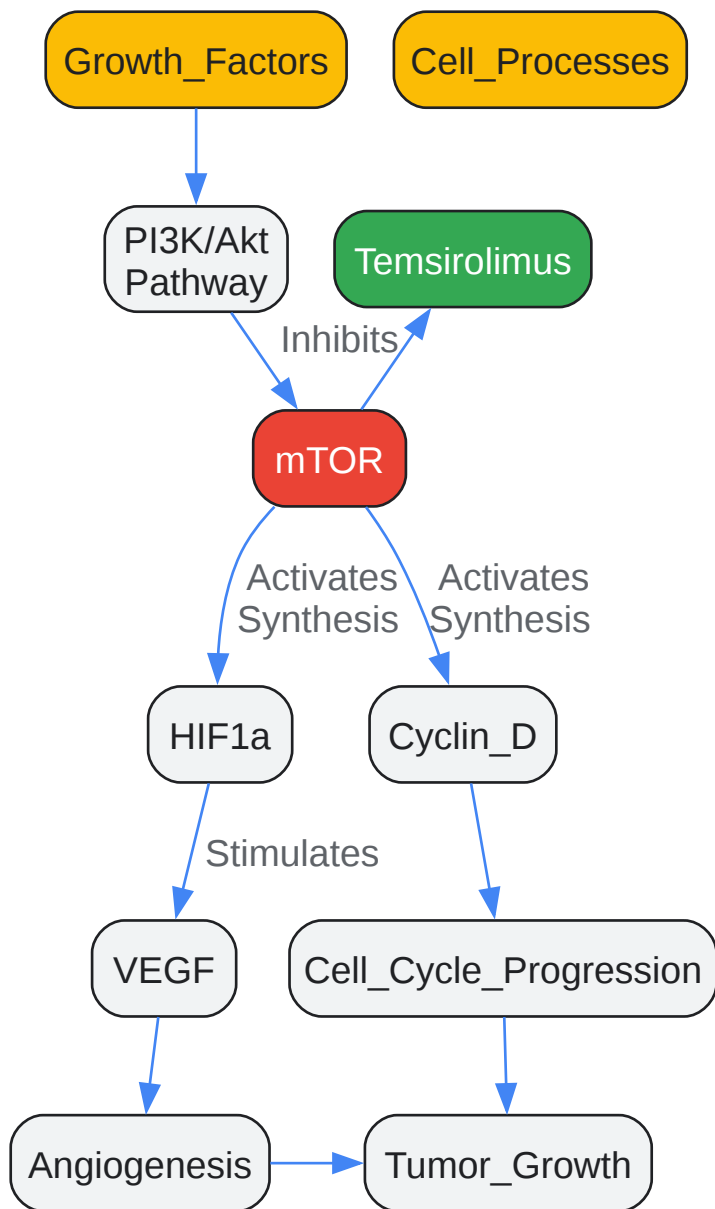 Growth_Factors
Cell_Processes
PI3K/Akt
Pathway
Temsirolimus
Inhibits
mTOR
Activates
Synthesis
Activates
Synthesis
HIF1a
Cyclin_D
Stimulates
VEGF
Cell_Cycle_Progression
Angiogenesis
Tumor_Growth